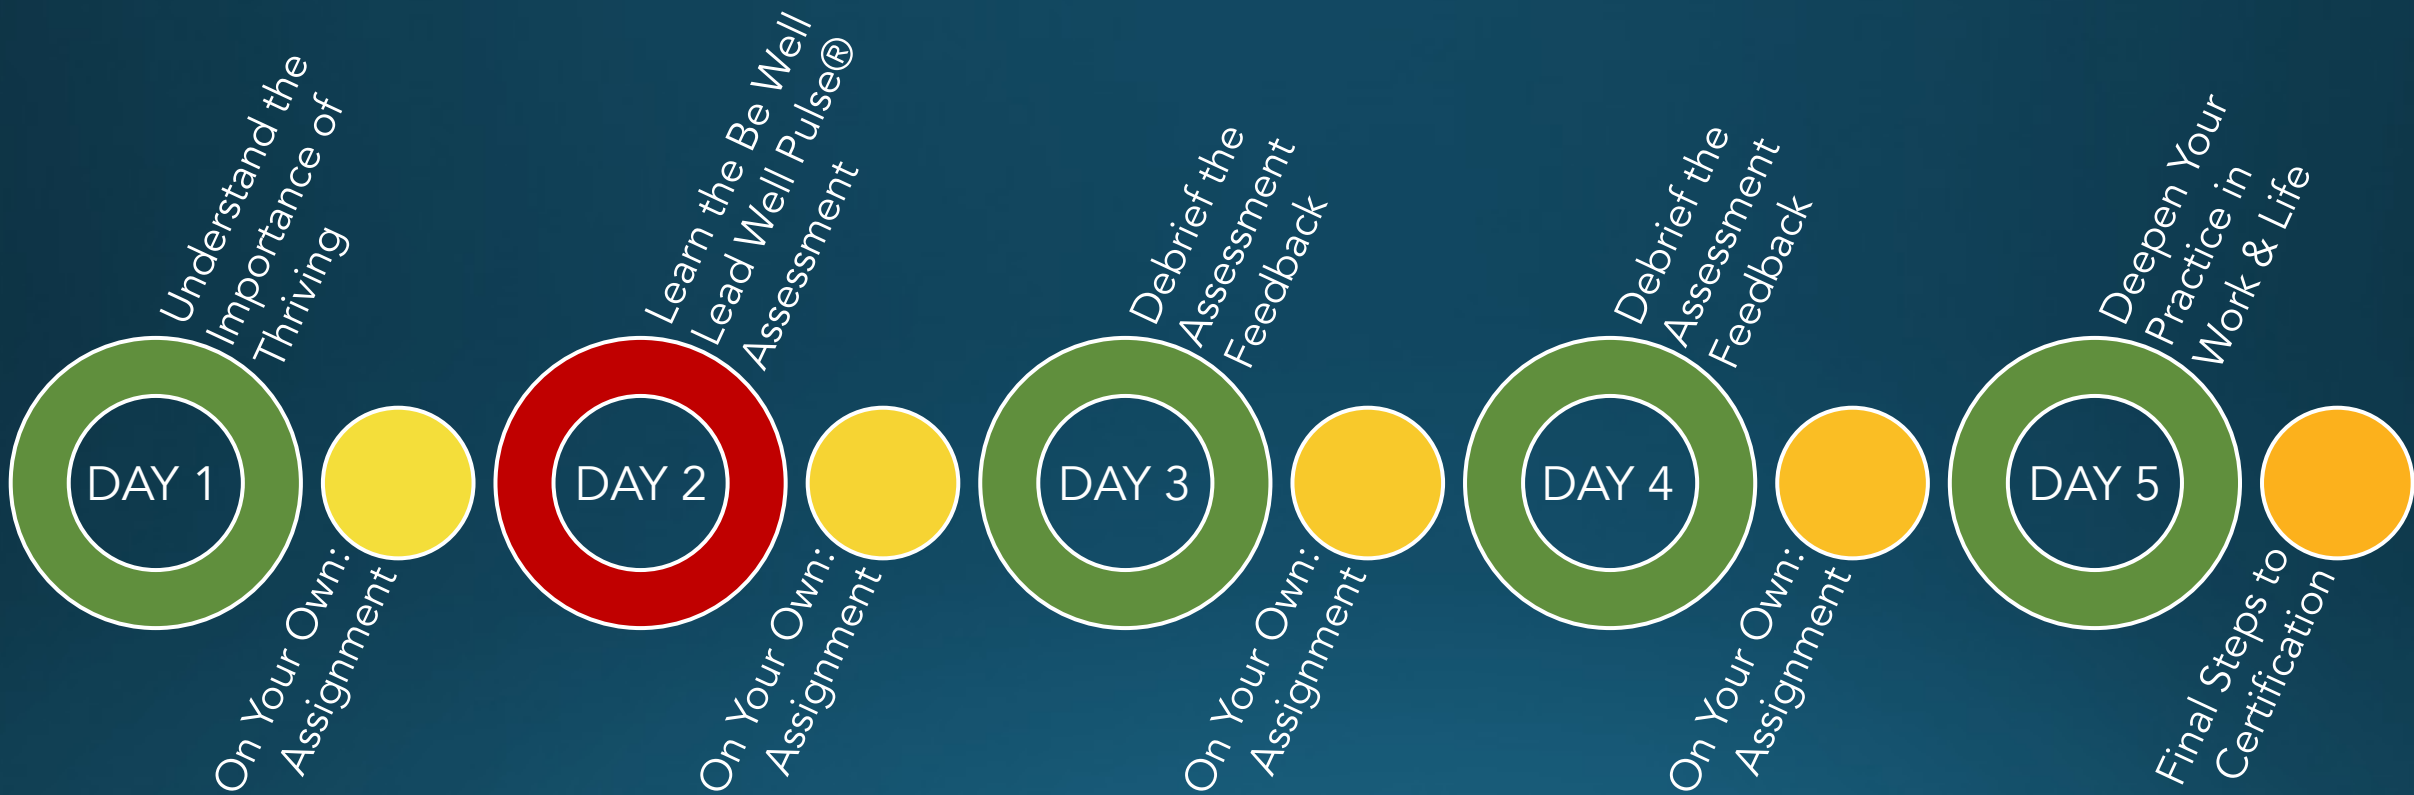 Understand the
Importance of
Thriving
DAY 1
On Your Own:
Assignment
Learn the Be Well
Lead Well Pulse®
Assessment
DAY 2
On Your Own:
Assignment
Debrief the
Assessment
Feedback
DAY 3
On Your Own:
Assignment
Debrief the
Assessment
Feedback
DAY 4
On Your Own:
Assignment
Deepen Your
Practice in
Work & Life
DAY 5
Final Steps to
Certification